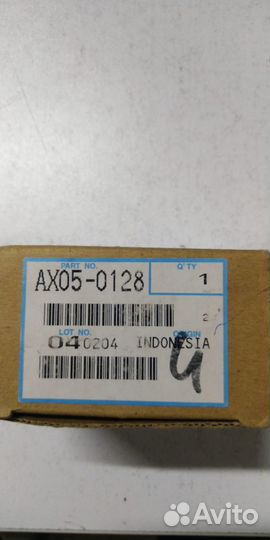 PART NO. Q'TY
AX05-0128 1
2
LOT NO. ORIGIN
040204 INDONESIA
4
Avito